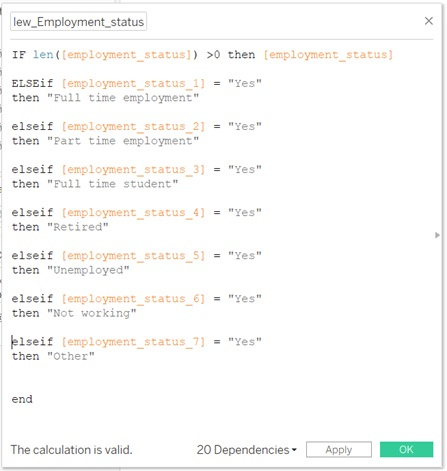 lew_Employment_status
IF len([employment_status]) >0 then [employment_status]
ELSEif [employment_status_1] = "Yes"
then "Full time employment"
elseif [employment_status_2] = "Yes"
then "Part time employment"
elseif [employment_status_3] = "Yes"
then "Full time student"
elseif [employment_status_4] = "Yes"
then "Retired"
elseif [employment_status_5] = "Yes"
then "Unemployed"
elseif [employment_status_6] = "Yes"
then "Not working"
elseif [employment_status_7] = "Yes"
then "Other"
end
The calculation is valid. 20 Dependencies Apply OK